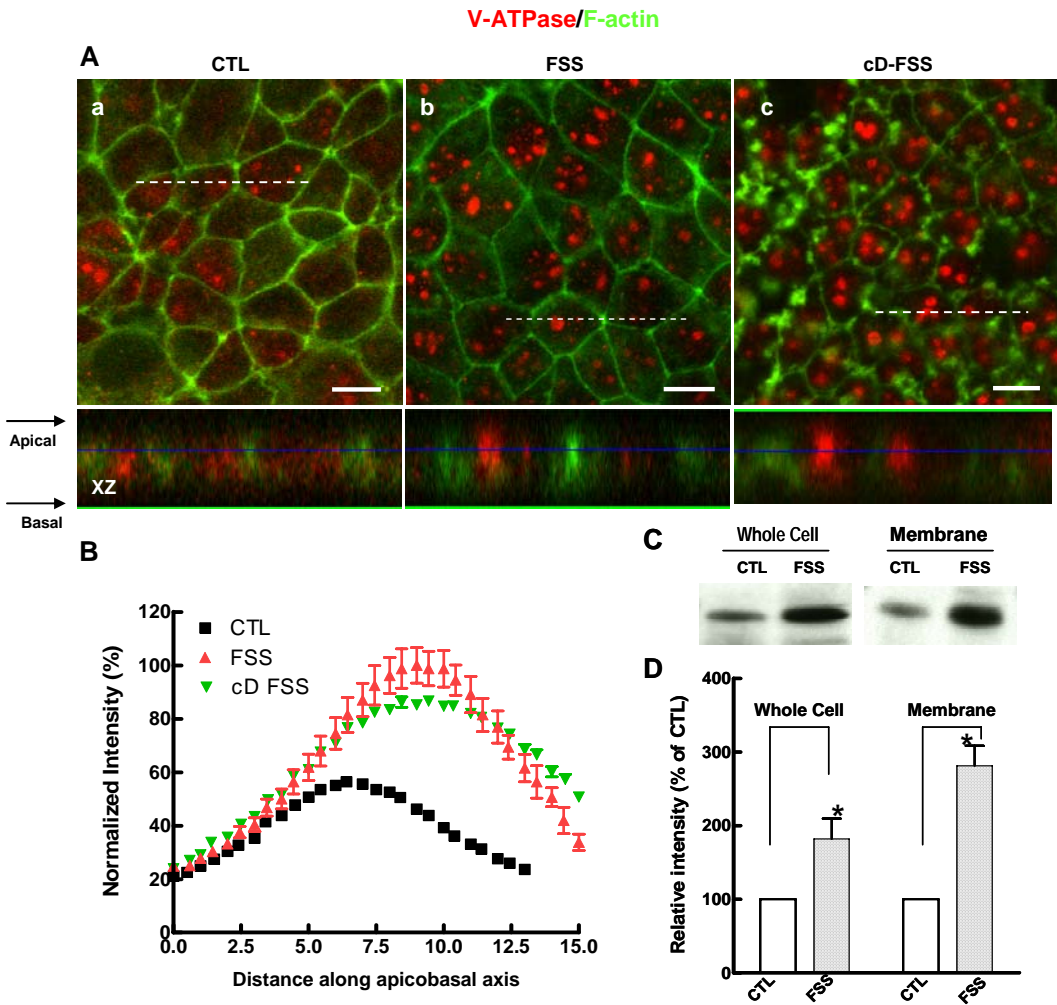 V-ATPase/F-actin
A
CTL FSS cD-FSS
a b c
Apical
XZ
Basal
B
Normalized Intensity (%)
120
100
80
60
40
20
0
CTL
FSS
cD FSS
0.0 2.5 5.0 7.5 10.0 12.5 15.0
Distance along apicobasal axis
C
Whole Cell Membrane
CTL FSS CTL FSS
D
Relative intensity (% of CTL)
400
300
200
100
0
Whole Cell Membrane
* *
CTL FSS CTL FSS